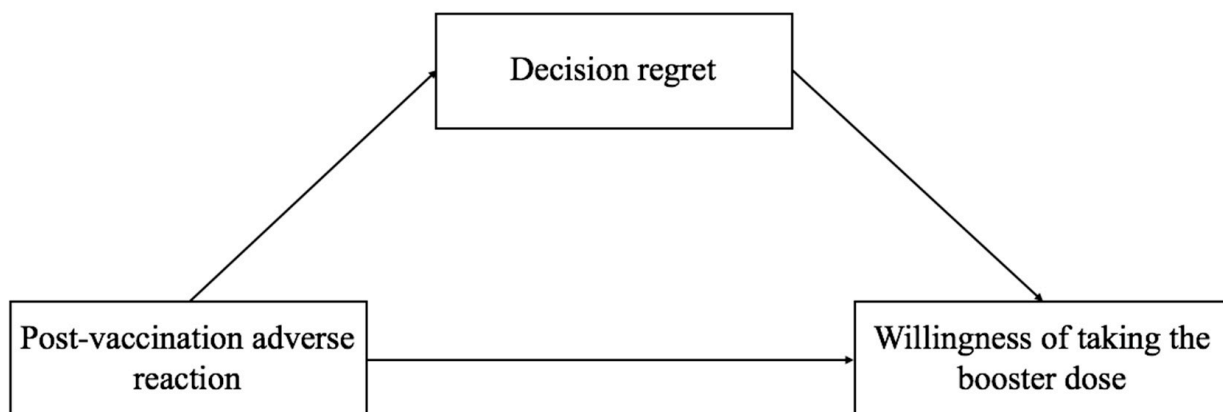 Decision regret
Post-vaccination adverse
reaction
Willingness of taking the
booster dose